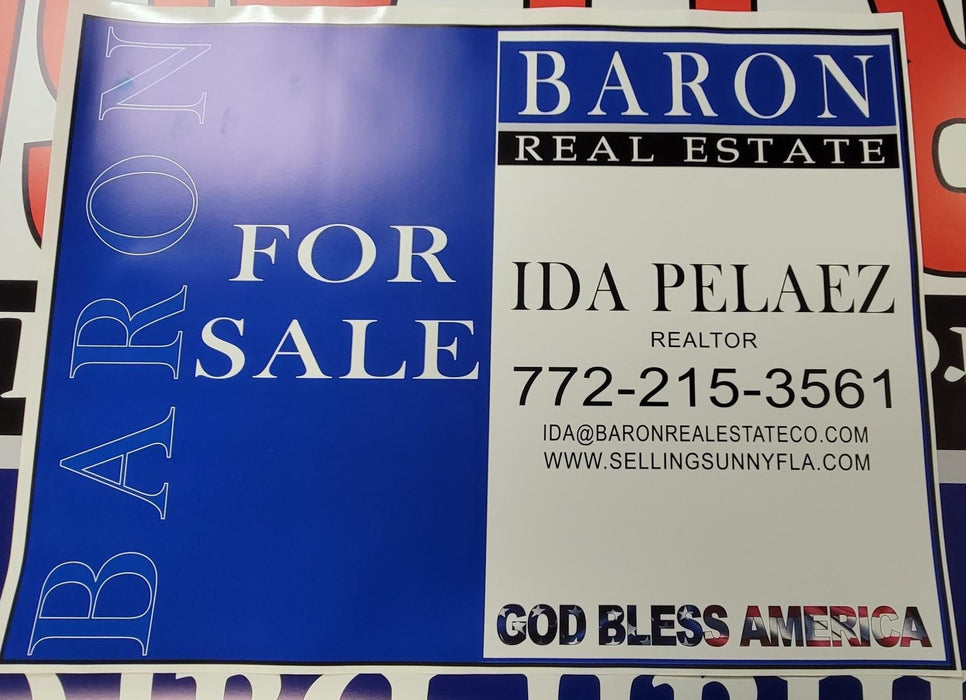 BARON
FOR
SALE
BARON
REAL ESTATE
IDA PELAEZ
REALTOR
772-215-3561
IDA@BARONREALESTATECO.COM
WWW.SELLINGSUNNYFLA.COM
GOD BLESS AMERICA